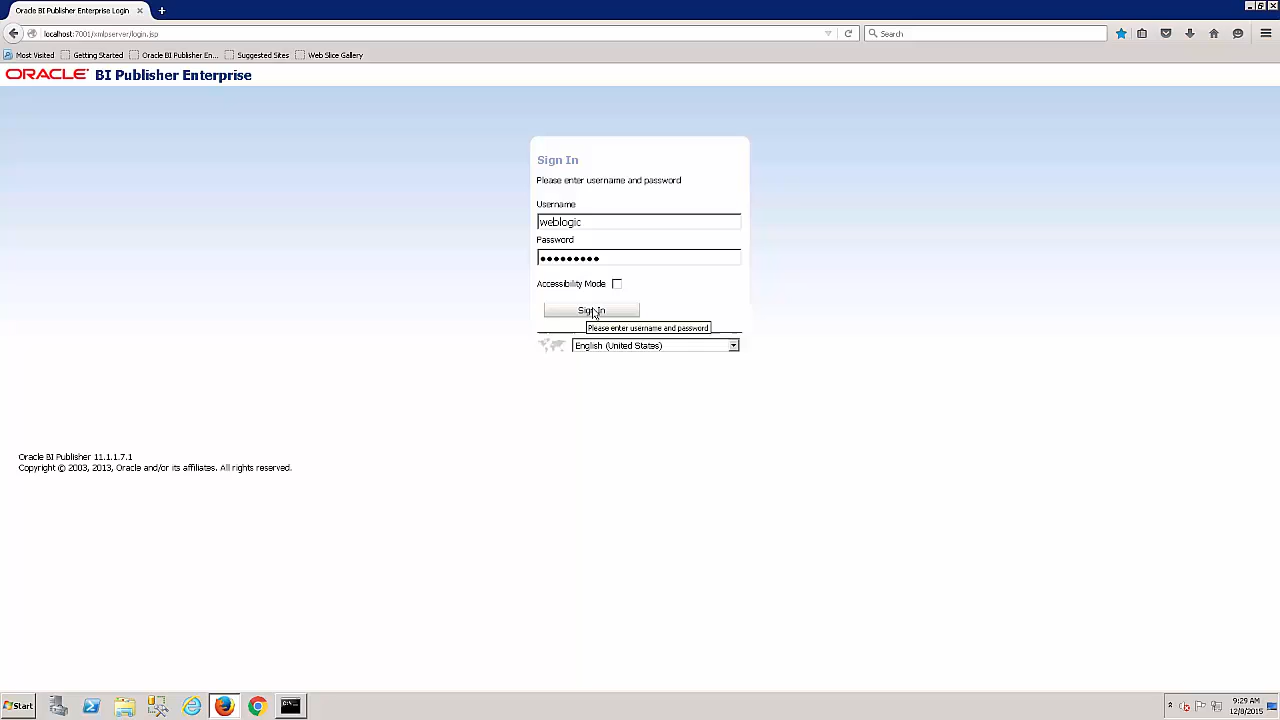 Oracle BI Publisher Enterprise Login
localhost:7001/xmlpserver/login.jsp
Search
Most Visited Getting Started Oracle BI Publisher En... Suggested Sites Web Slice Gallery
ORACLE BI Publisher Enterprise
Sign In
Please enter username and password
Username
weblogic
Password
Accessibility Mode
Sign In
Please enter username and password
English (United States)
Oracle BI Publisher 11.1.1.7.1
Copyright © 2003, 2013, Oracle and/or its affiliates. All rights reserved.
Start
9:29 AM
12/8/2015